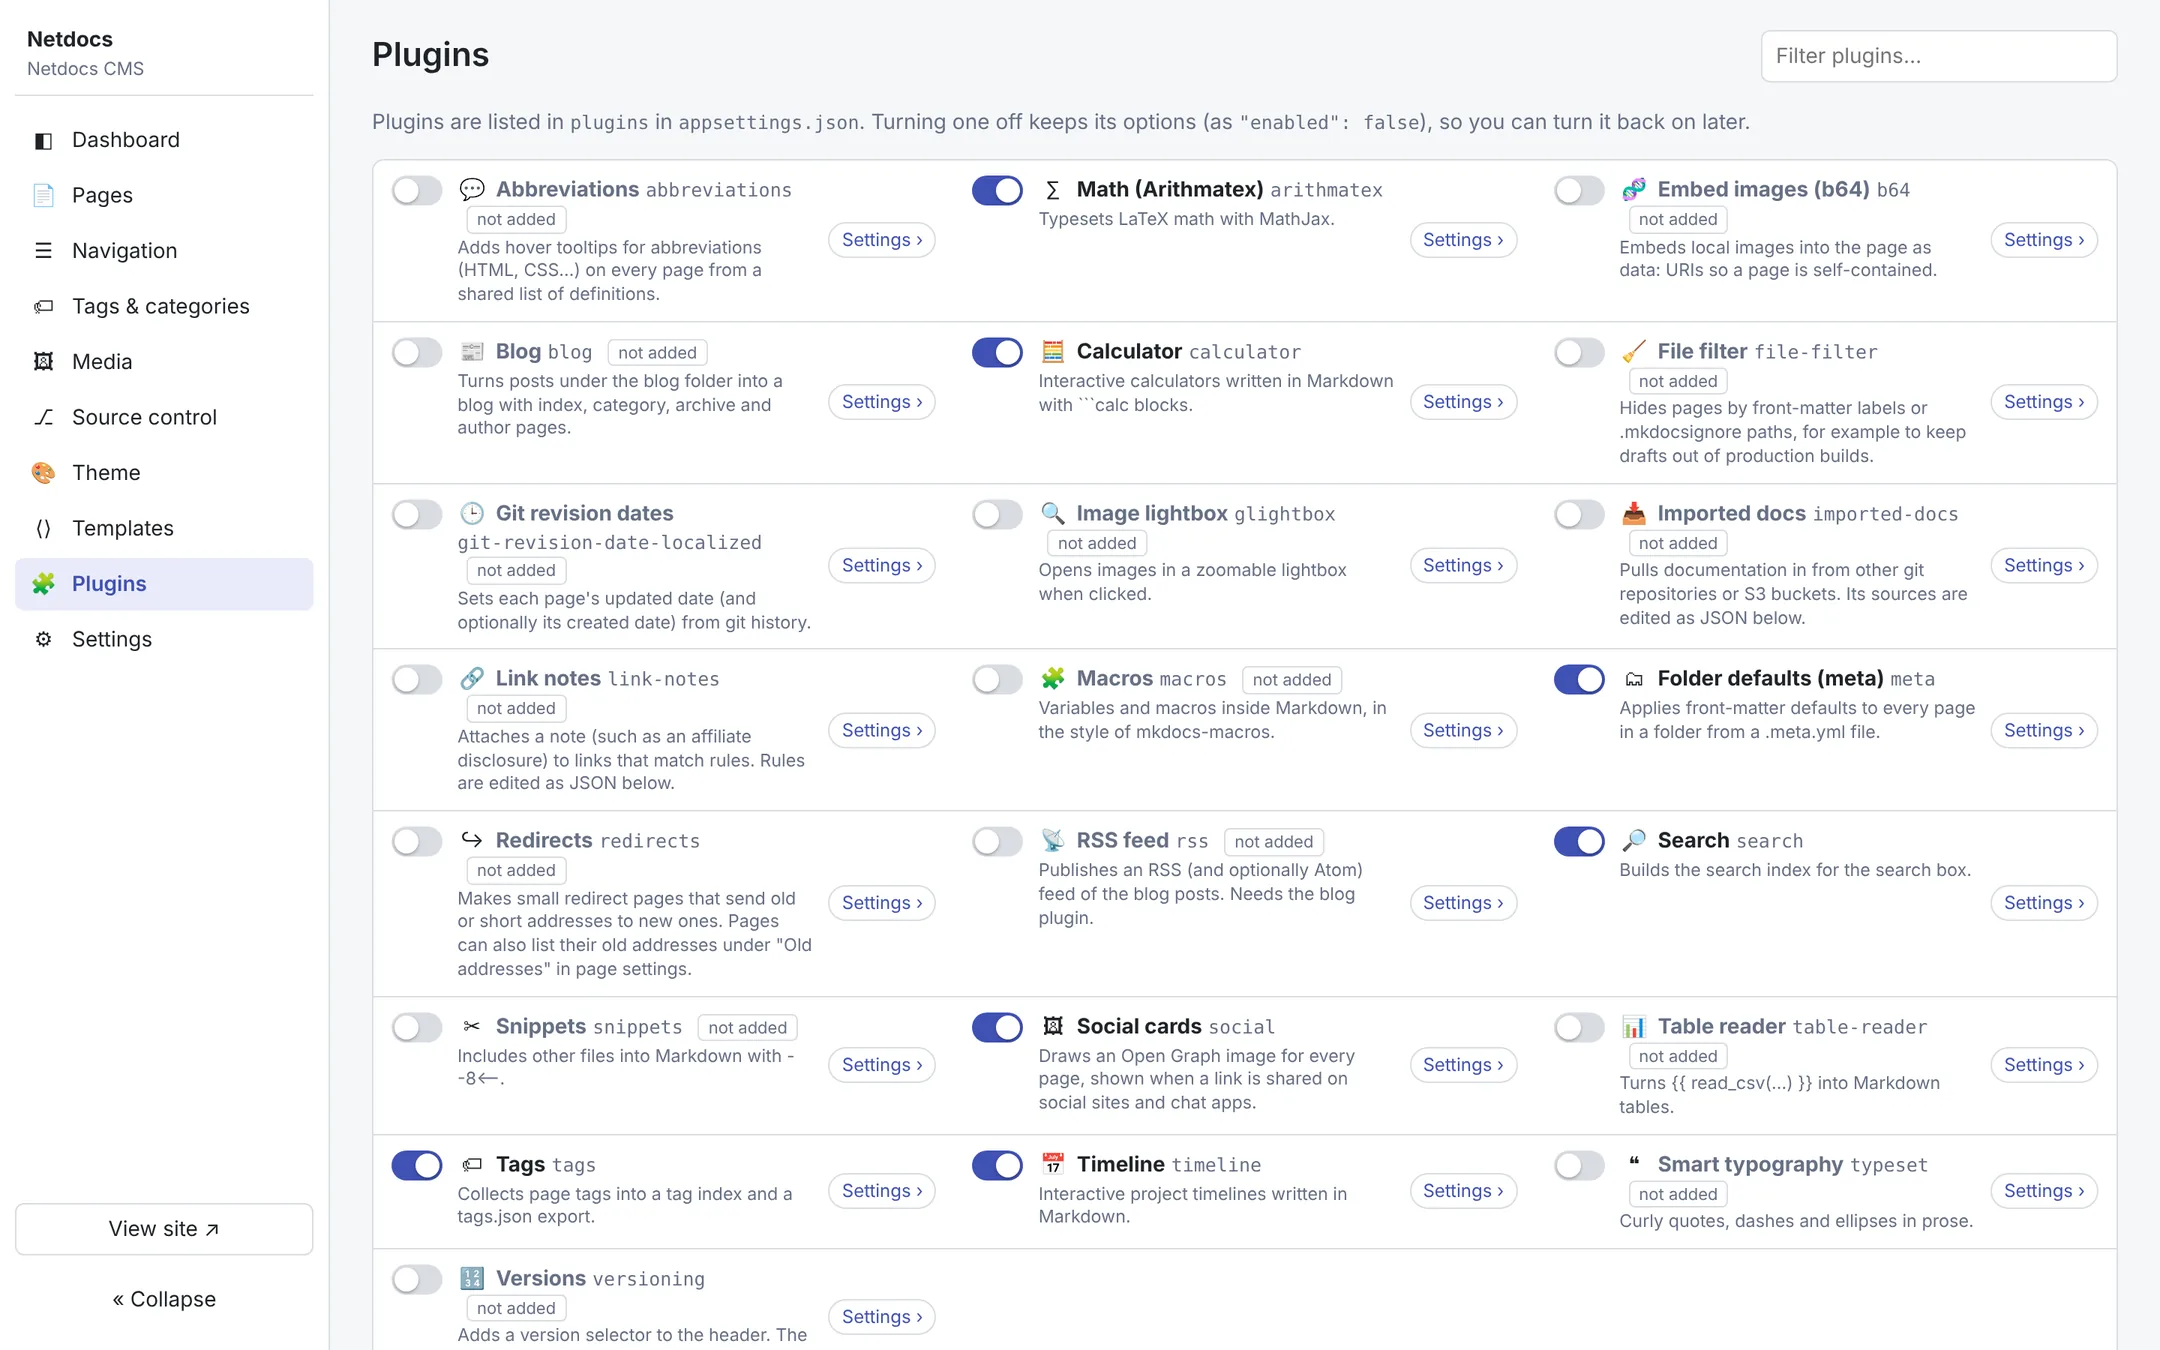 Netdocs
Netdocs CMS
Dashboard
Pages
Navigation
Tags & categories
Media
Source control
Theme
Templates
Plugins
Settings
View site ↗
« Collapse
Plugins
Filter plugins...
Plugins are listed in plugins in appsettings.json. Turning one off keeps its options (as "enabled": false), so you can turn it back on later.
Abbreviations abbreviations
not added
Adds hover tooltips for abbreviations
(HTML, CSS...) on every page from a
shared list of definitions.
Settings ›
Math (Arithmatex) arithmatex
Typesets LaTeX math with MathJax.
Settings ›
Embed images (b64) b64
not added
Embeds local images into the page as
data: URIs so a page is self-contained.
Settings ›
Blog blog not added
Turns posts under the blog folder into a
blog with index, category, archive and
author pages.
Settings ›
Calculator calculator
Interactive calculators written in Markdown
with ```calc blocks.
Settings ›
File filter file-filter
not added
Hides pages by front-matter labels or
.mkdocsignore paths, for example to keep
drafts out of production builds.
Settings ›
Git revision dates
git-revision-date-localized
not added
Sets each page's updated date (and
optionally its created date) from git history.
Settings ›
Image lightbox glightbox
not added
Opens images in a zoomable lightbox
when clicked.
Settings ›
Imported docs imported-docs
not added
Pulls documentation in from other git
repositories or S3 buckets. Its sources are
edited as JSON below.
Settings ›
Link notes link-notes
not added
Attaches a note (such as an affiliate
disclosure) to links that match rules. Rules
are edited as JSON below.
Settings ›
Macros macros not added
Variables and macros inside Markdown, in
the style of mkdocs-macros.
Settings ›
Folder defaults (meta) meta
Applies front-matter defaults to every page
in a folder from a .meta.yml file.
Settings ›
Redirects redirects
not added
Makes small redirect pages that send old
or short addresses to new ones. Pages
can also list their old addresses under "Old
addresses" in page settings.
Settings ›
RSS feed rss not added
Publishes an RSS (and optionally Atom)
feed of the blog posts. Needs the blog
plugin.
Settings ›
Search search
Builds the search index for the search box.
Settings ›
Snippets snippets not added
Includes other files into Markdown with -
-8<--.
Settings ›
Social cards social
Draws an Open Graph image for every
page, shown when a link is shared on
social sites and chat apps.
Settings ›
Table reader table-reader
not added
Turns {{ read_csv(...) }} into Markdown
tables.
Settings ›
Tags tags
Collects page tags into a tag index and a
tags.json export.
Settings ›
Timeline timeline
Interactive project timelines written in
Markdown.
Settings ›
Smart typography typeset
not added
Curly quotes, dashes and ellipses in prose.
Settings ›
Versions versioning
not added
Adds a version selector to the header. The
Settings ›